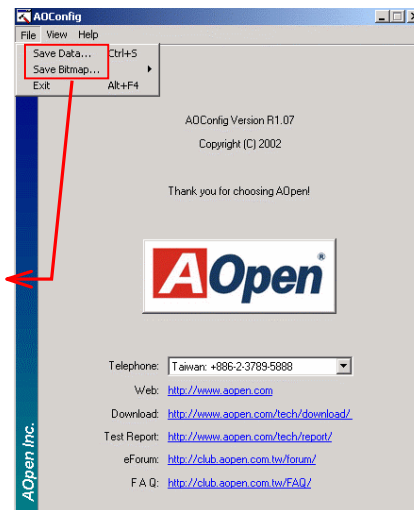 AOConfig
File View Help
Save Data... Ctrl+S
Save Bitmap...
Exit Alt+F4
AOConfig Version R1.07
Copyright (C) 2002
Thank you for choosing AOpen!
AOpen®
Telephone: Taiwan: +886-2-3789-5888
Web: http://www.aopen.com
Download: http://www.aopen.com/tech/download/
Test Report: http://www.aopen.com/tech/report/
eForum: http://club.aopen.com.tw/forum/
F A Q: http://club.aopen.com.tw/FAQ/
AOpen Inc.